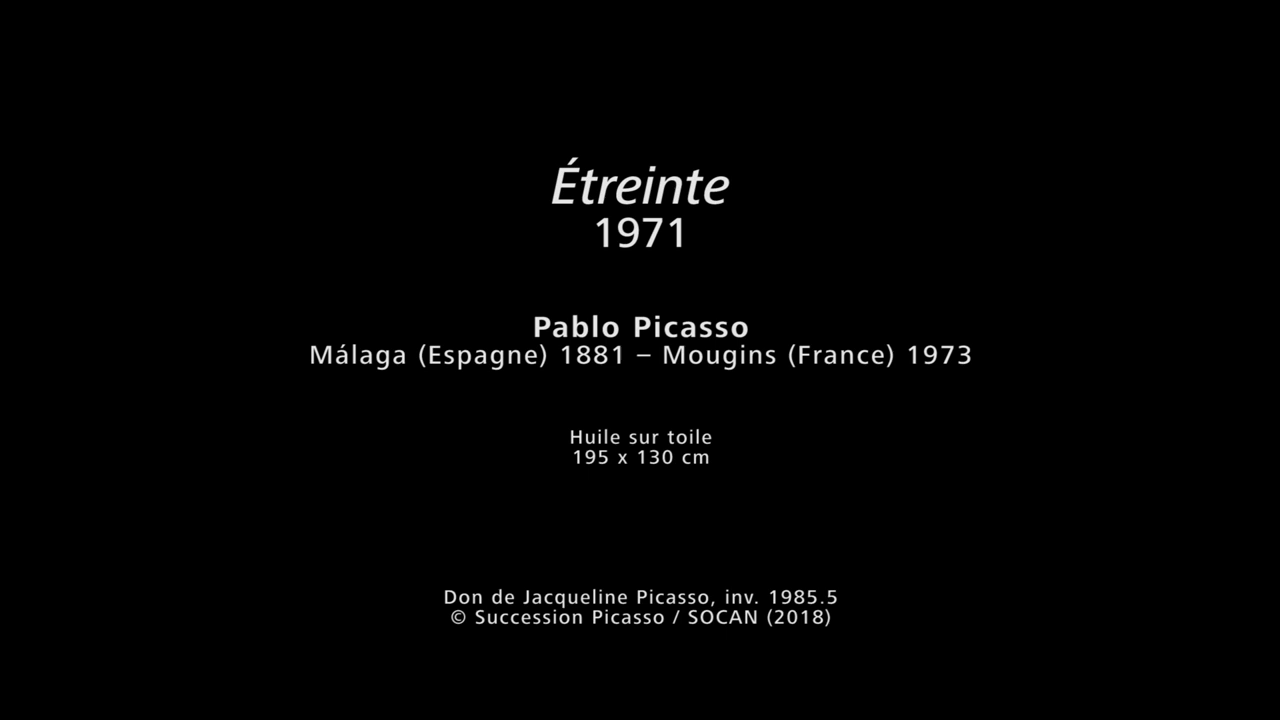 Étreinte
1971
Pablo Picasso
Málaga (Espagne) 1881 – Mougins (France) 1973
Huile sur toile
195 x 130 cm
Don de Jacqueline Picasso, inv. 1985.5
© Succession Picasso / SOCAN (2018)